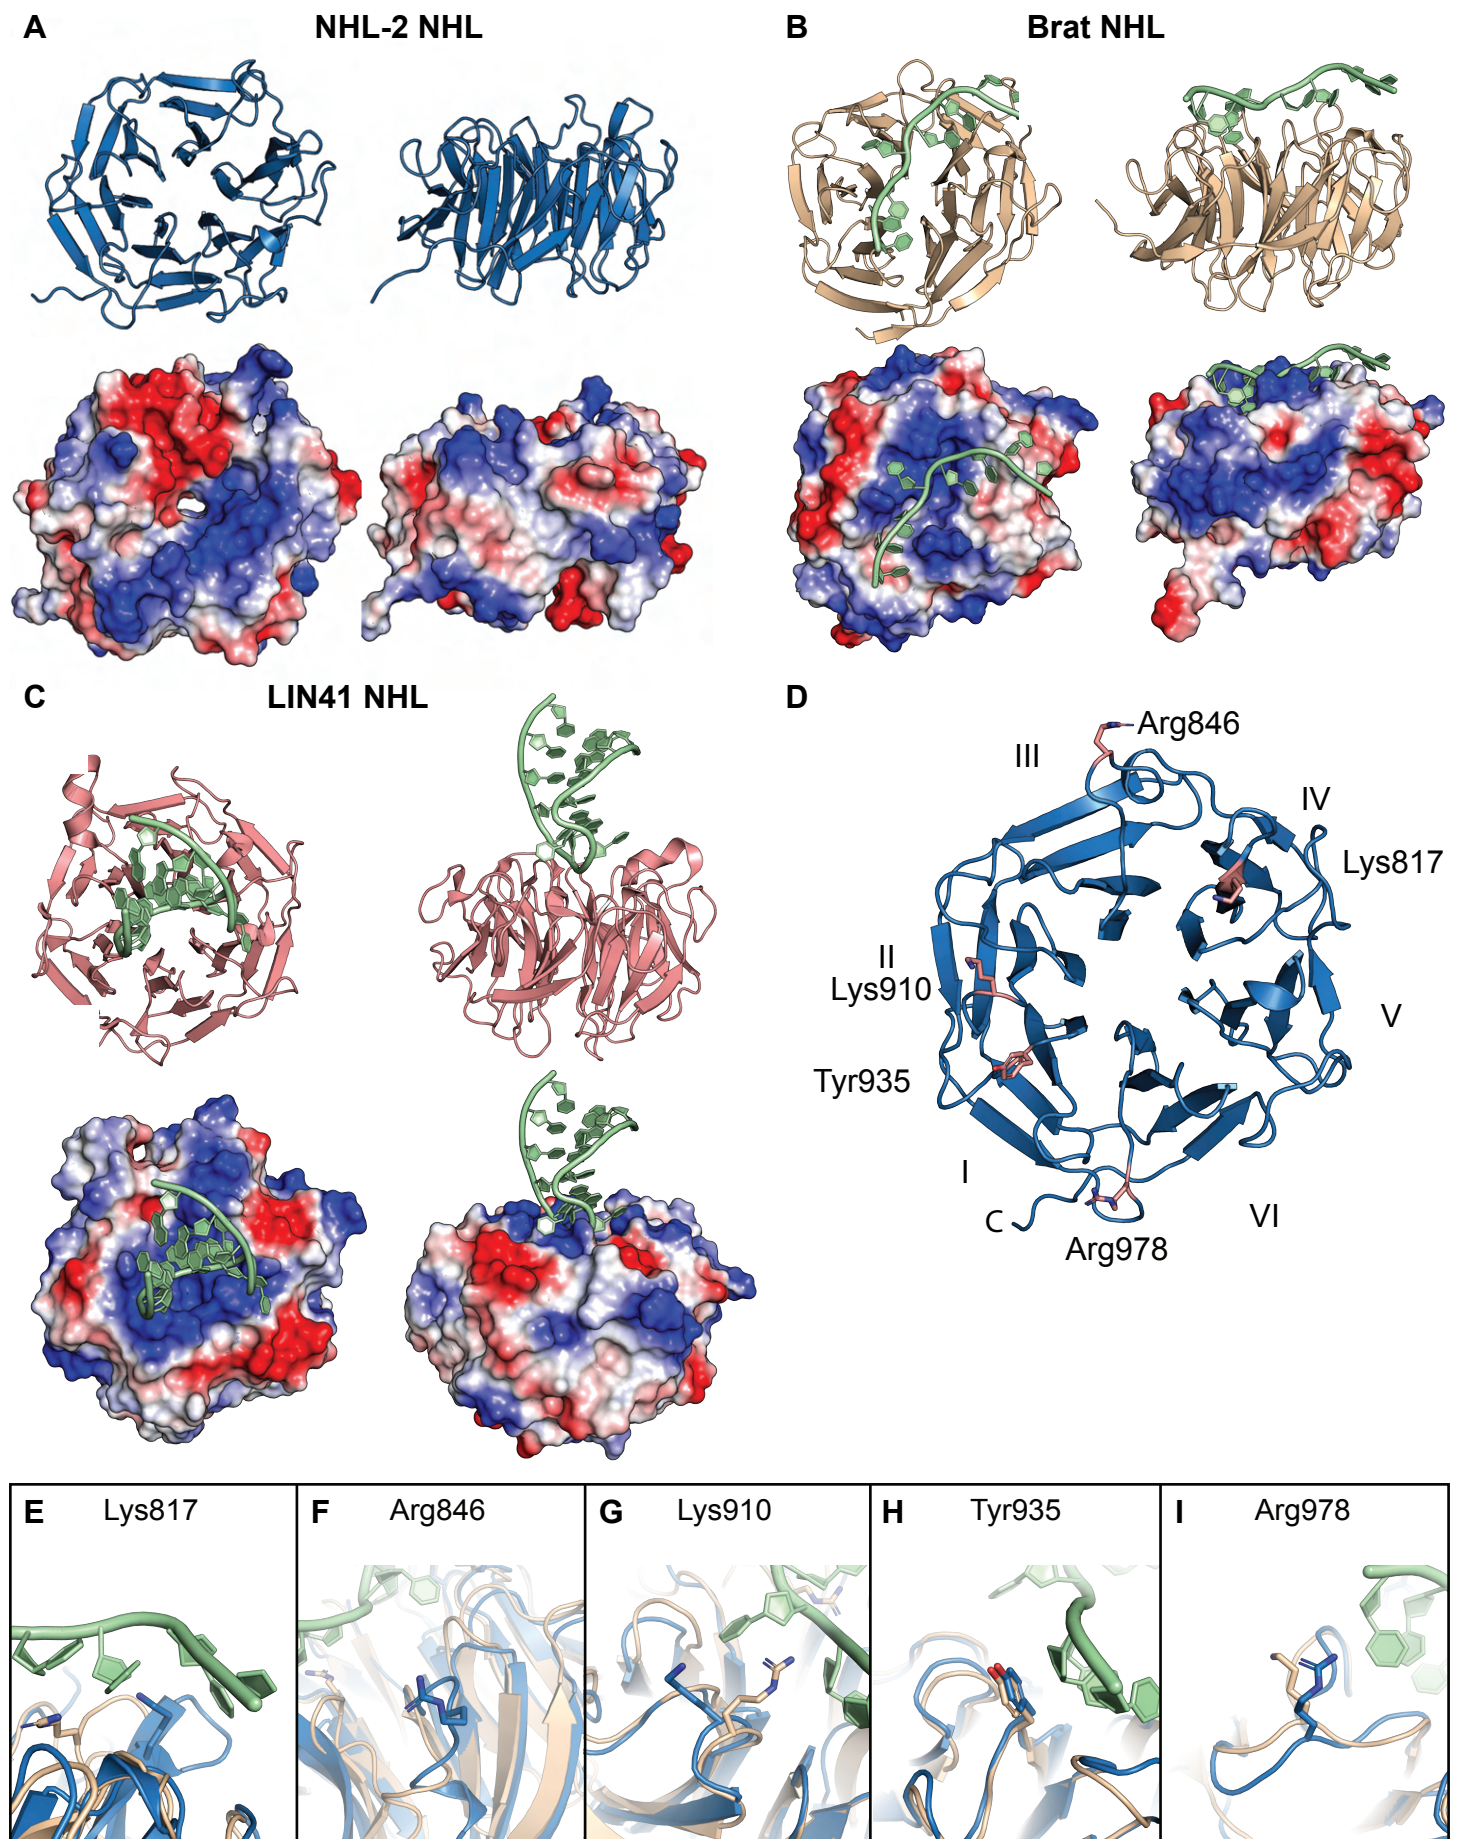 A NHL-2 NHL
B Brat NHL
C LIN41 NHL
D
Arg846
III
IV
Lys817
II
Lys910
V
Tyr935
I
C
VI
Arg978
E Lys817
F Arg846
G Lys910
H Tyr935
I Arg978